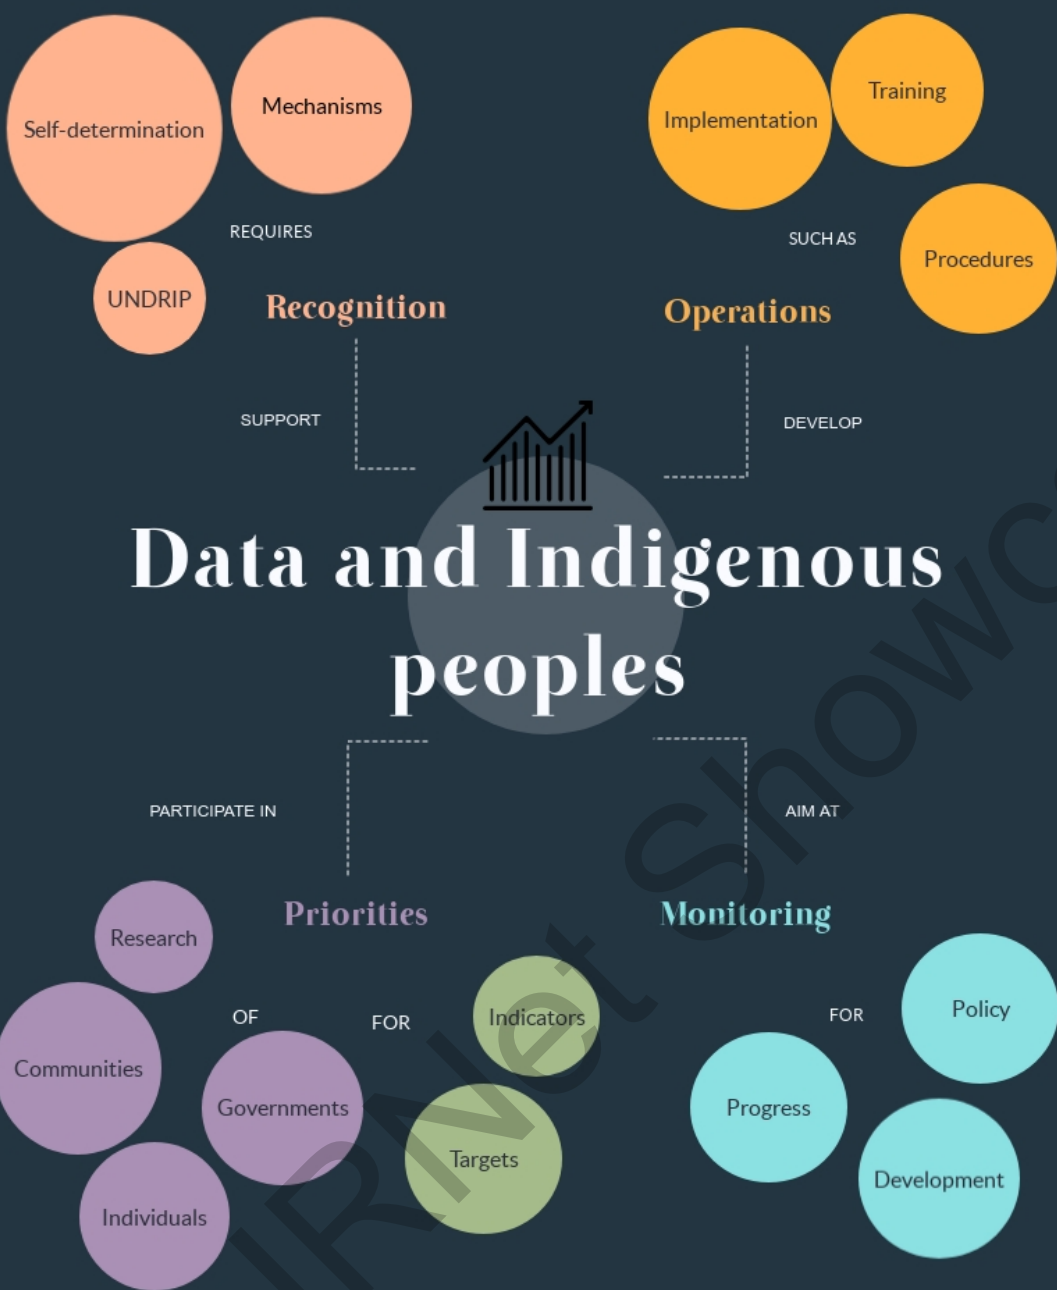 Self-determination
Mechanisms
UNDRIP
REQUIRES
Recognition
SUPPORT
Implementation
Training
Procedures
SUCH AS
Operations
DEVELOP
Data and Indigenous
peoples
PARTICIPATE IN
Priorities
Research
OF
Communities
Governments
Individuals
FOR
Indicators
Targets
AIM AT
Monitoring
FOR
Policy
Progress
Development